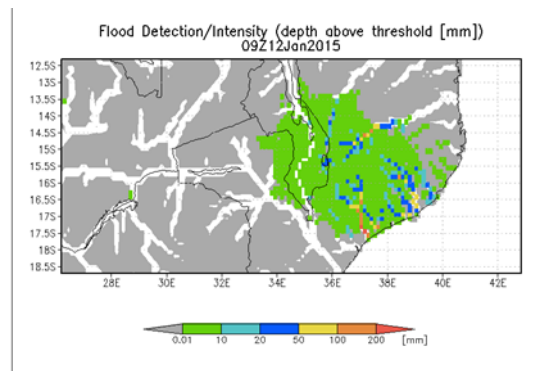 Flood Detection/Intensity (depth above threshold [mm])
09Z12Jan2015
12.5S
13S
13.5S
14S
14.5S
15S
15.5S
16S
16.5S
17S
17.5S
18S
18.5S
28E 30E 32E 34E 36E 38E 40E 42E
0.01 10 20 50 100 200 [mm]